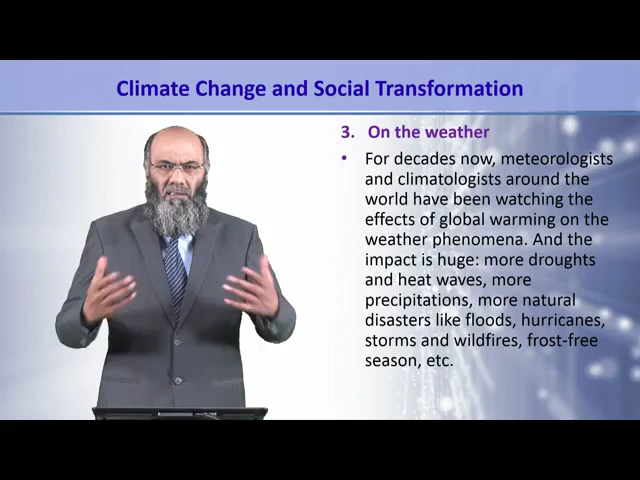 Climate Change and Social Transformation
3. On the weather
• For decades now, meteorologists
and climatologists around the
world have been watching the
effects of global warming on the
weather phenomena. And the
impact is huge: more droughts
and heat waves, more
precipitations, more natural
disasters like floods, hurricanes,
storms and wildfires, frost-free
season, etc.